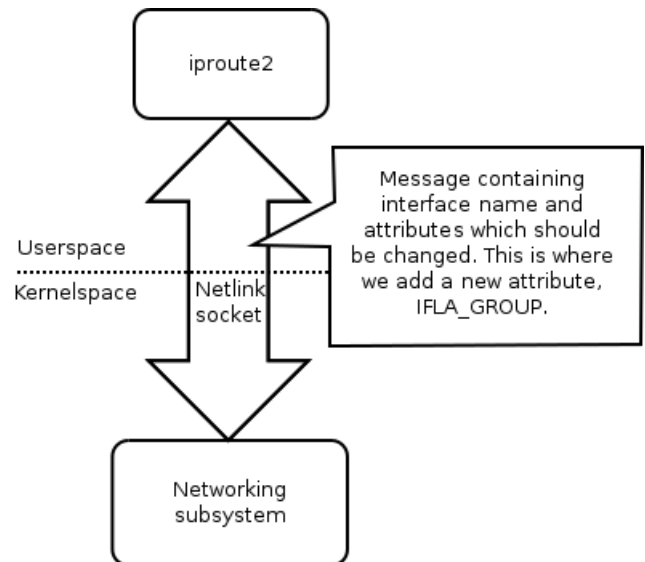 iproute2
Message containing
interface name and
attributes which should
be changed. This is where
we add a new attribute,
IFLA_GROUP.
Userspace
Kernelspace
Netlink
socket
Networking
subsystem